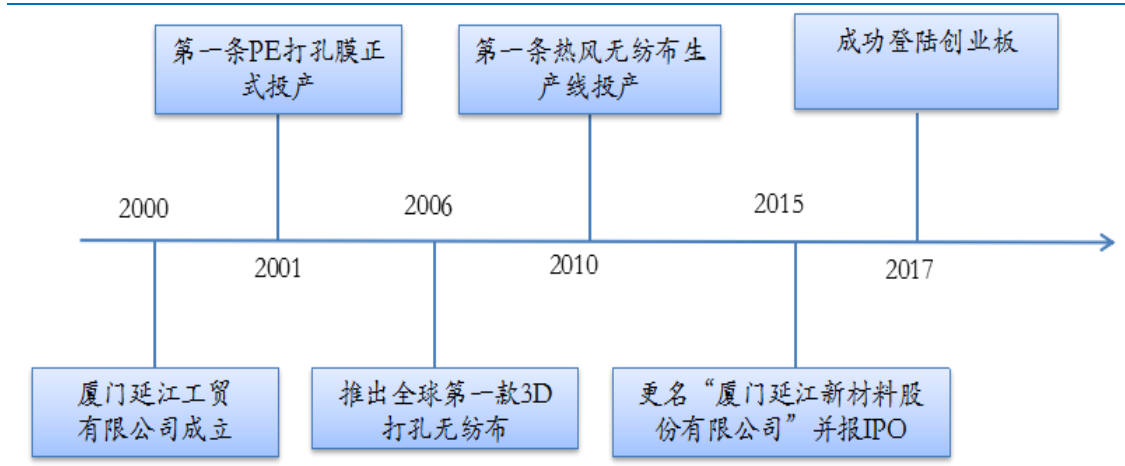 第一条PE打孔膜正
式投产
第一条热风无纺布生
产线投产
成功登陆创业板
2000
2006
2015
2001
2010
2017
厦门延江工贸
有限公司成立
推出全球第一款3D
打孔无纺布
更名“厦门延江新材料股
份有限公司”并报IPO